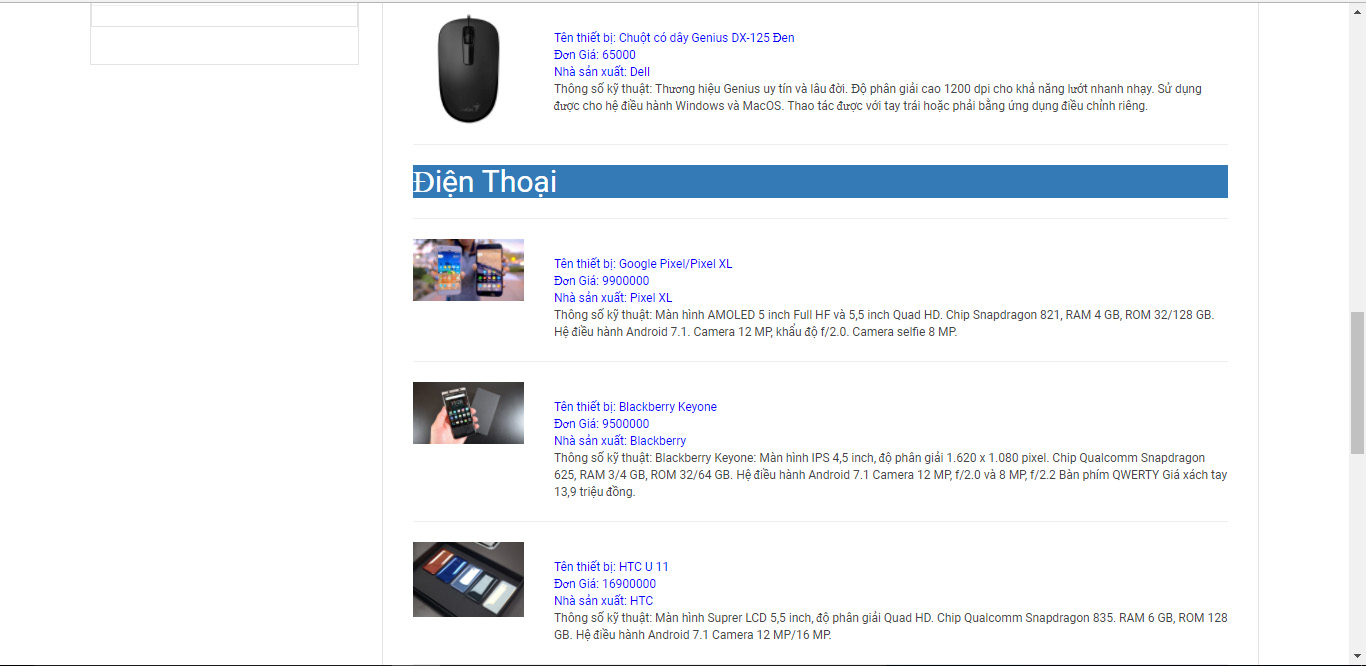 Tên thiết bị: Chuột có dây Genius DX-125 Đen
Đơn Giá: 65000
Nhà sản xuất: Dell
Thông số kỹ thuật: Thương hiệu Genius uy tín và lâu đời. Độ phân giải cao 1200 dpi cho khả năng lướt nhanh nhạy. Sử dụng
được cho hệ điều hành Windows và MacOS. Thao tác được với tay trái hoặc phải bằng ứng dụng điều chỉnh riêng.
Điện Thoại
Tên thiết bị: Google Pixel/Pixel XL
Đơn Giá: 9900000
Nhà sản xuất: Pixel XL
Thông số kỹ thuật: Màn hình AMOLED 5 inch Full HF và 5,5 inch Quad HD. Chip Snapdragon 821, RAM 4 GB, ROM 32/128 GB.
Hệ điều hành Android 7.1. Camera 12 MP, khẩu độ f/2.0. Camera selfie 8 MP.
Tên thiết bị: Blackberry Keyone
Đơn Giá: 9500000
Nhà sản xuất: Blackberry
Thông số kỹ thuật: Blackberry Keyone: Màn hình IPS 4,5 inch, độ phân giải 1.620 x 1.080 pixel. Chip Qualcomm Snapdragon
625, RAM 3/4 GB, ROM 32/64 GB. Hệ điều hành Android 7.1 Camera 12 MP, f/2.0 và 8 MP, f/2.2 Bàn phím QWERTY Giá xách tay
13,9 triệu đồng.
Tên thiết bị: HTC U 11
Đơn Giá: 16900000
Nhà sản xuất: HTC
Thông số kỹ thuật: Màn hình Suprer LCD 5,5 inch, độ phân giải Quad HD. Chip Qualcomm Snapdragon 835. RAM 6 GB, ROM 128
GB. Hệ điều hành Android 7.1 Camera 12 MP/16 MP.